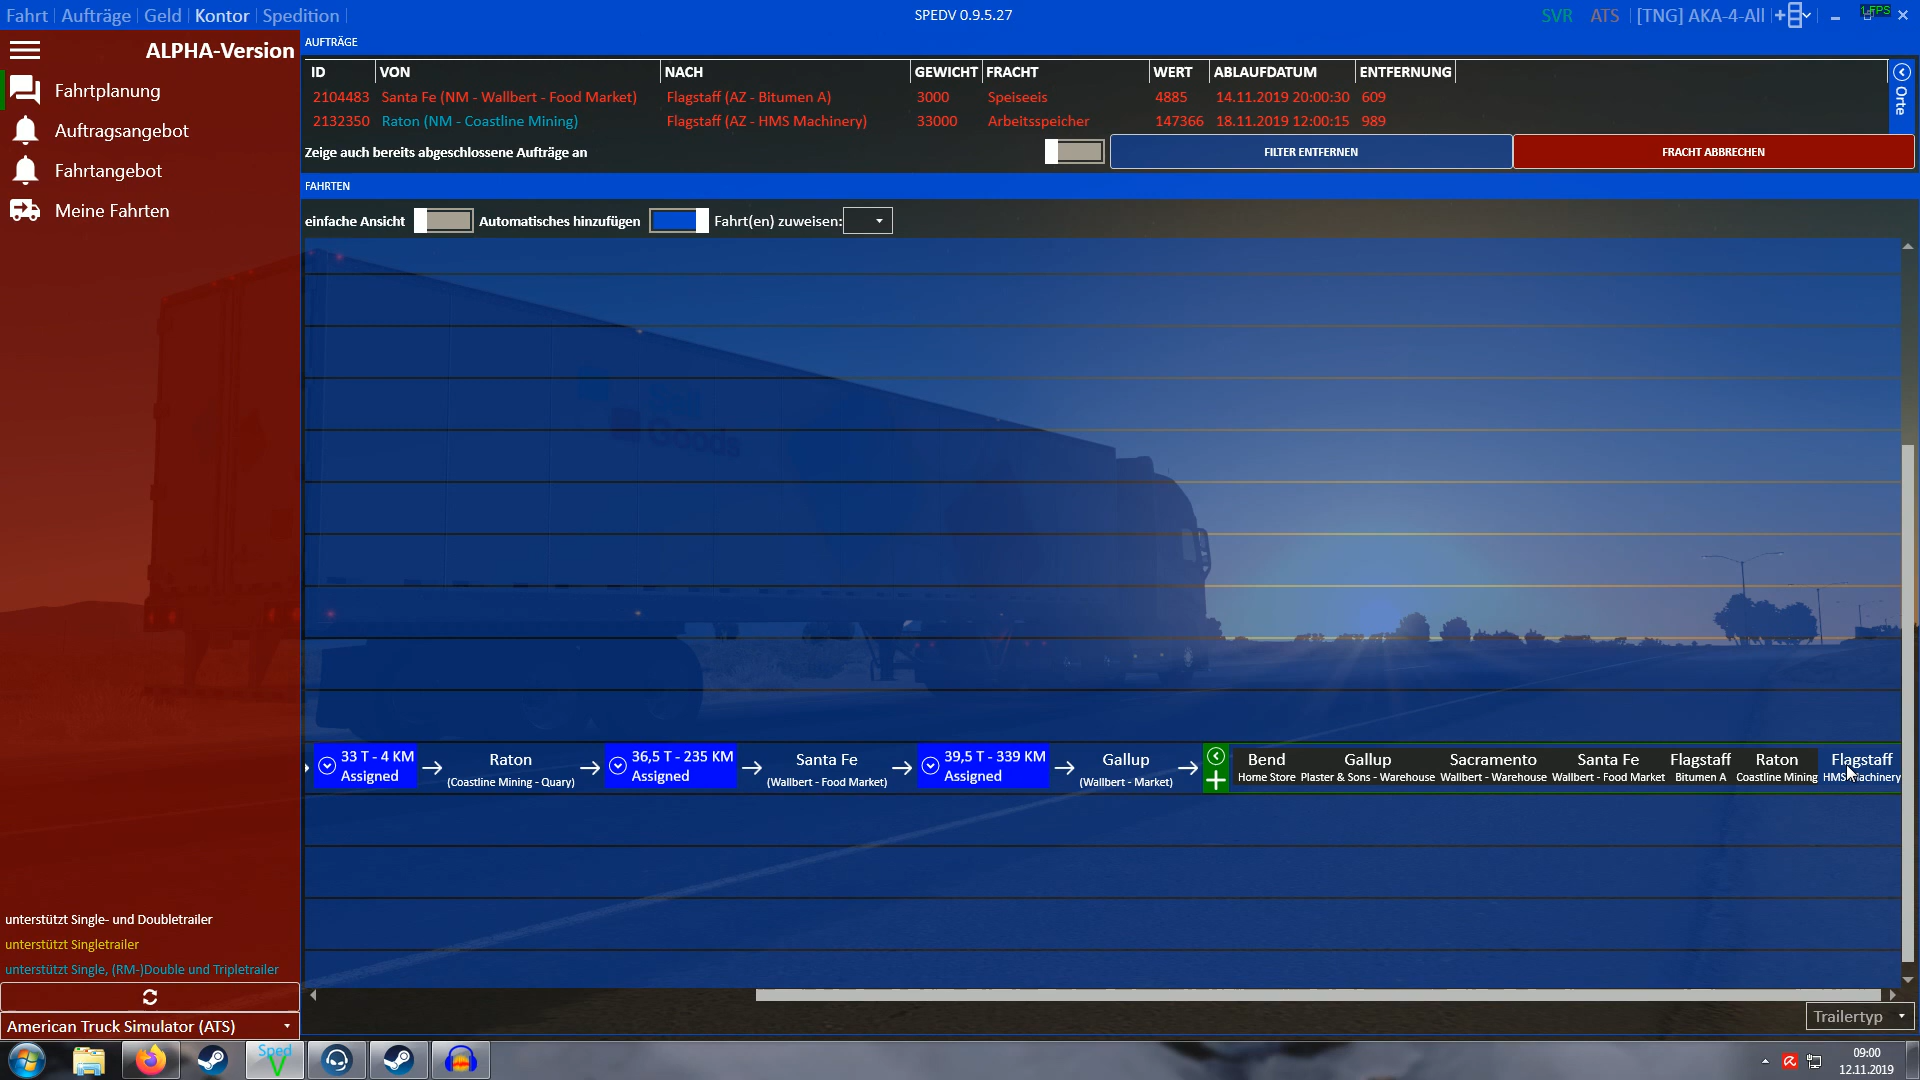 Fahrt Aufträge Geld Kontor Spedition
SPEDV 0.9.5.27
SVR ATS [TNG] AKA-4-All
ALPHA-Version
Fahrtplanung
Auftragsangebot
Fahrtangebot
Meine Fahrten
AUFTRÄGE
ID VON NACH GEWICHT FRACHT WERT ABLAUFDATUM ENTFERNUNG
2104483 Santa Fe (NM - Wallbert - Food Market) Flagstaff (AZ - Bitumen A) 3000 Speiseeis 4885 14.11.2019 20:00:30 609
2132350 Raton (NM - Coastline Mining) Flagstaff (AZ - HMS Machinery) 33000 Arbeitsspeicher 147366 18.11.2019 12:00:15 989
Orte
Zeige auch bereits abgeschlossene Aufträge an
FILTER ENTFERNEN
FRACHT ABBRECHEN
FAHRTEN
einfache Ansicht Automatisches hinzufügen Fahrt(en) zuweisen:
Goods
33 T - 4 KM
Assigned
Raton
(Coastline Mining - Quary)
36,5 T - 235 KM
Assigned
Santa Fe
(Wallbert - Food Market)
39,5 T - 339 KM
Assigned
Gallup
(Wallbert - Market)
Bend Gallup Sacramento Santa Fe Flagstaff Raton Flagstaff
Home Store Plaster & Sons - Warehouse Wallbert - Warehouse Wallbert - Food Market Bitumen A Coastline Mining HMS Machinery
unterstützt Single- und Doubletrailer
unterstützt Singletrailer
unterstützt Single, (RM-)Double und Tripletrailer
American Truck Simulator (ATS)
Trailertyp
Sped
V
09:00
12.11.2019